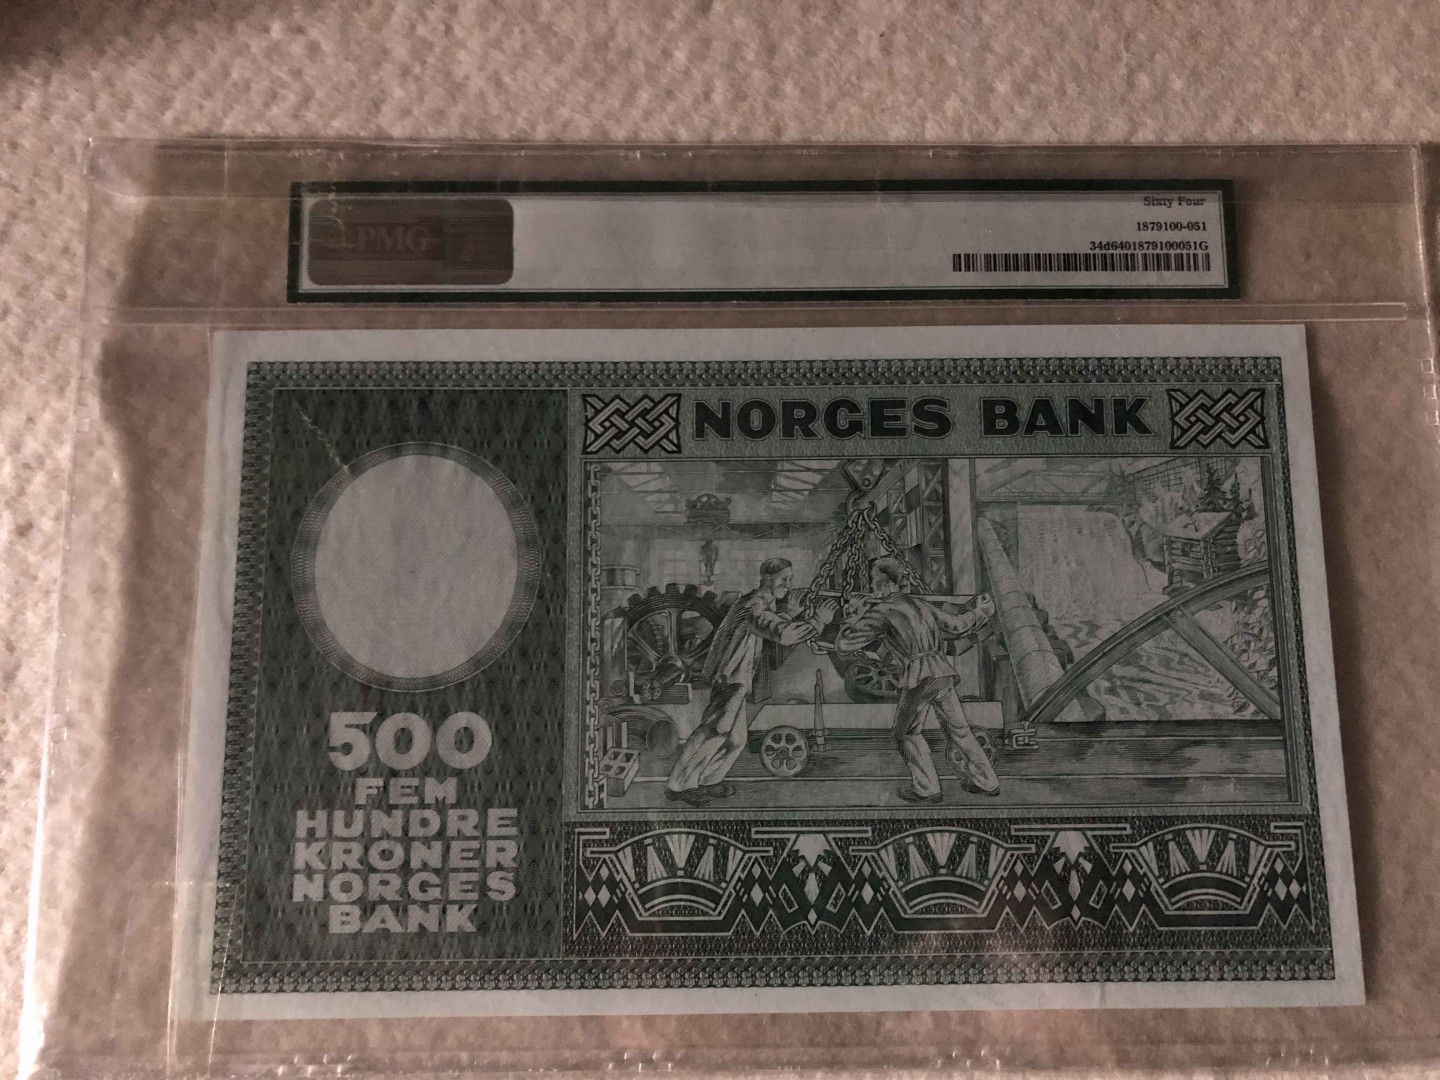 PMG
Sixty Four
1879100-051
34d6401879100051G
NORGES BANK
500
FEM
HUNDRE
KRONER
NORGES
BANK